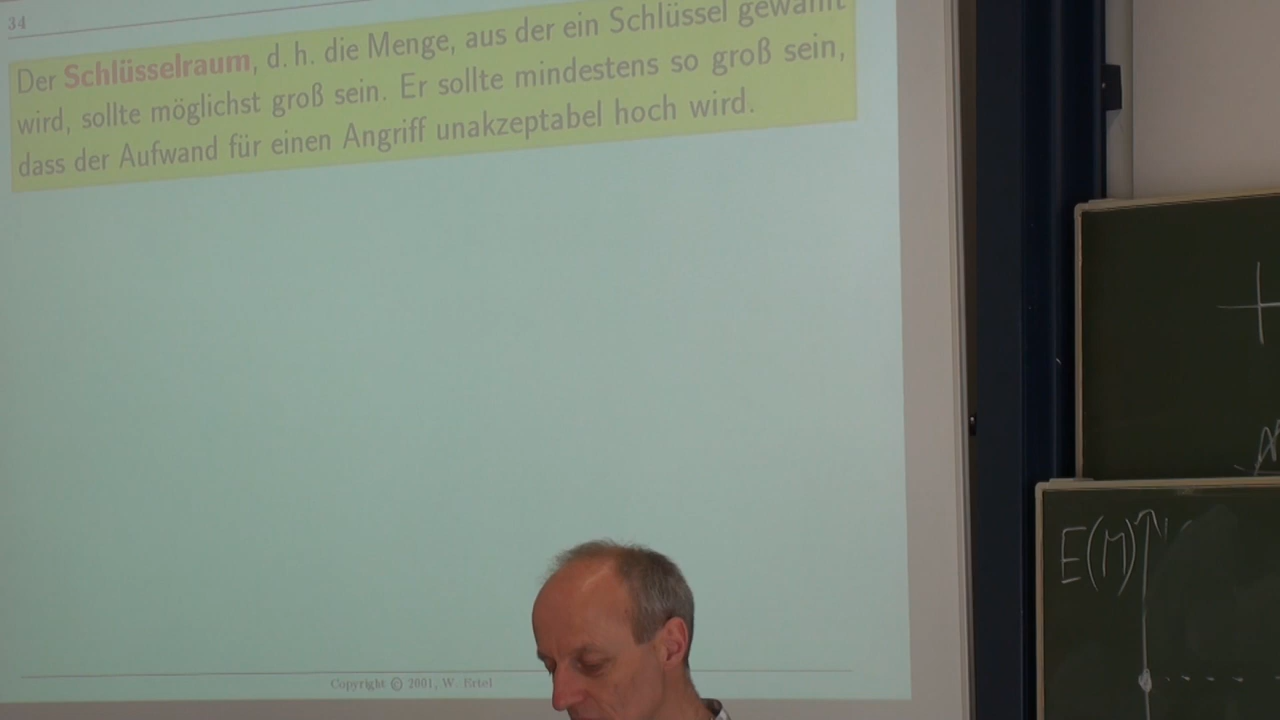 34
Der Schlüsselraum, d. h. die Menge, aus der ein Schlüssel gewählt
wird, sollte möglichst groß sein. Er sollte mindestens so groß sein,
dass der Aufwand für einen Angriff unakzeptabel hoch wird.
Copyright © 2001, W. Ertel
E(M)